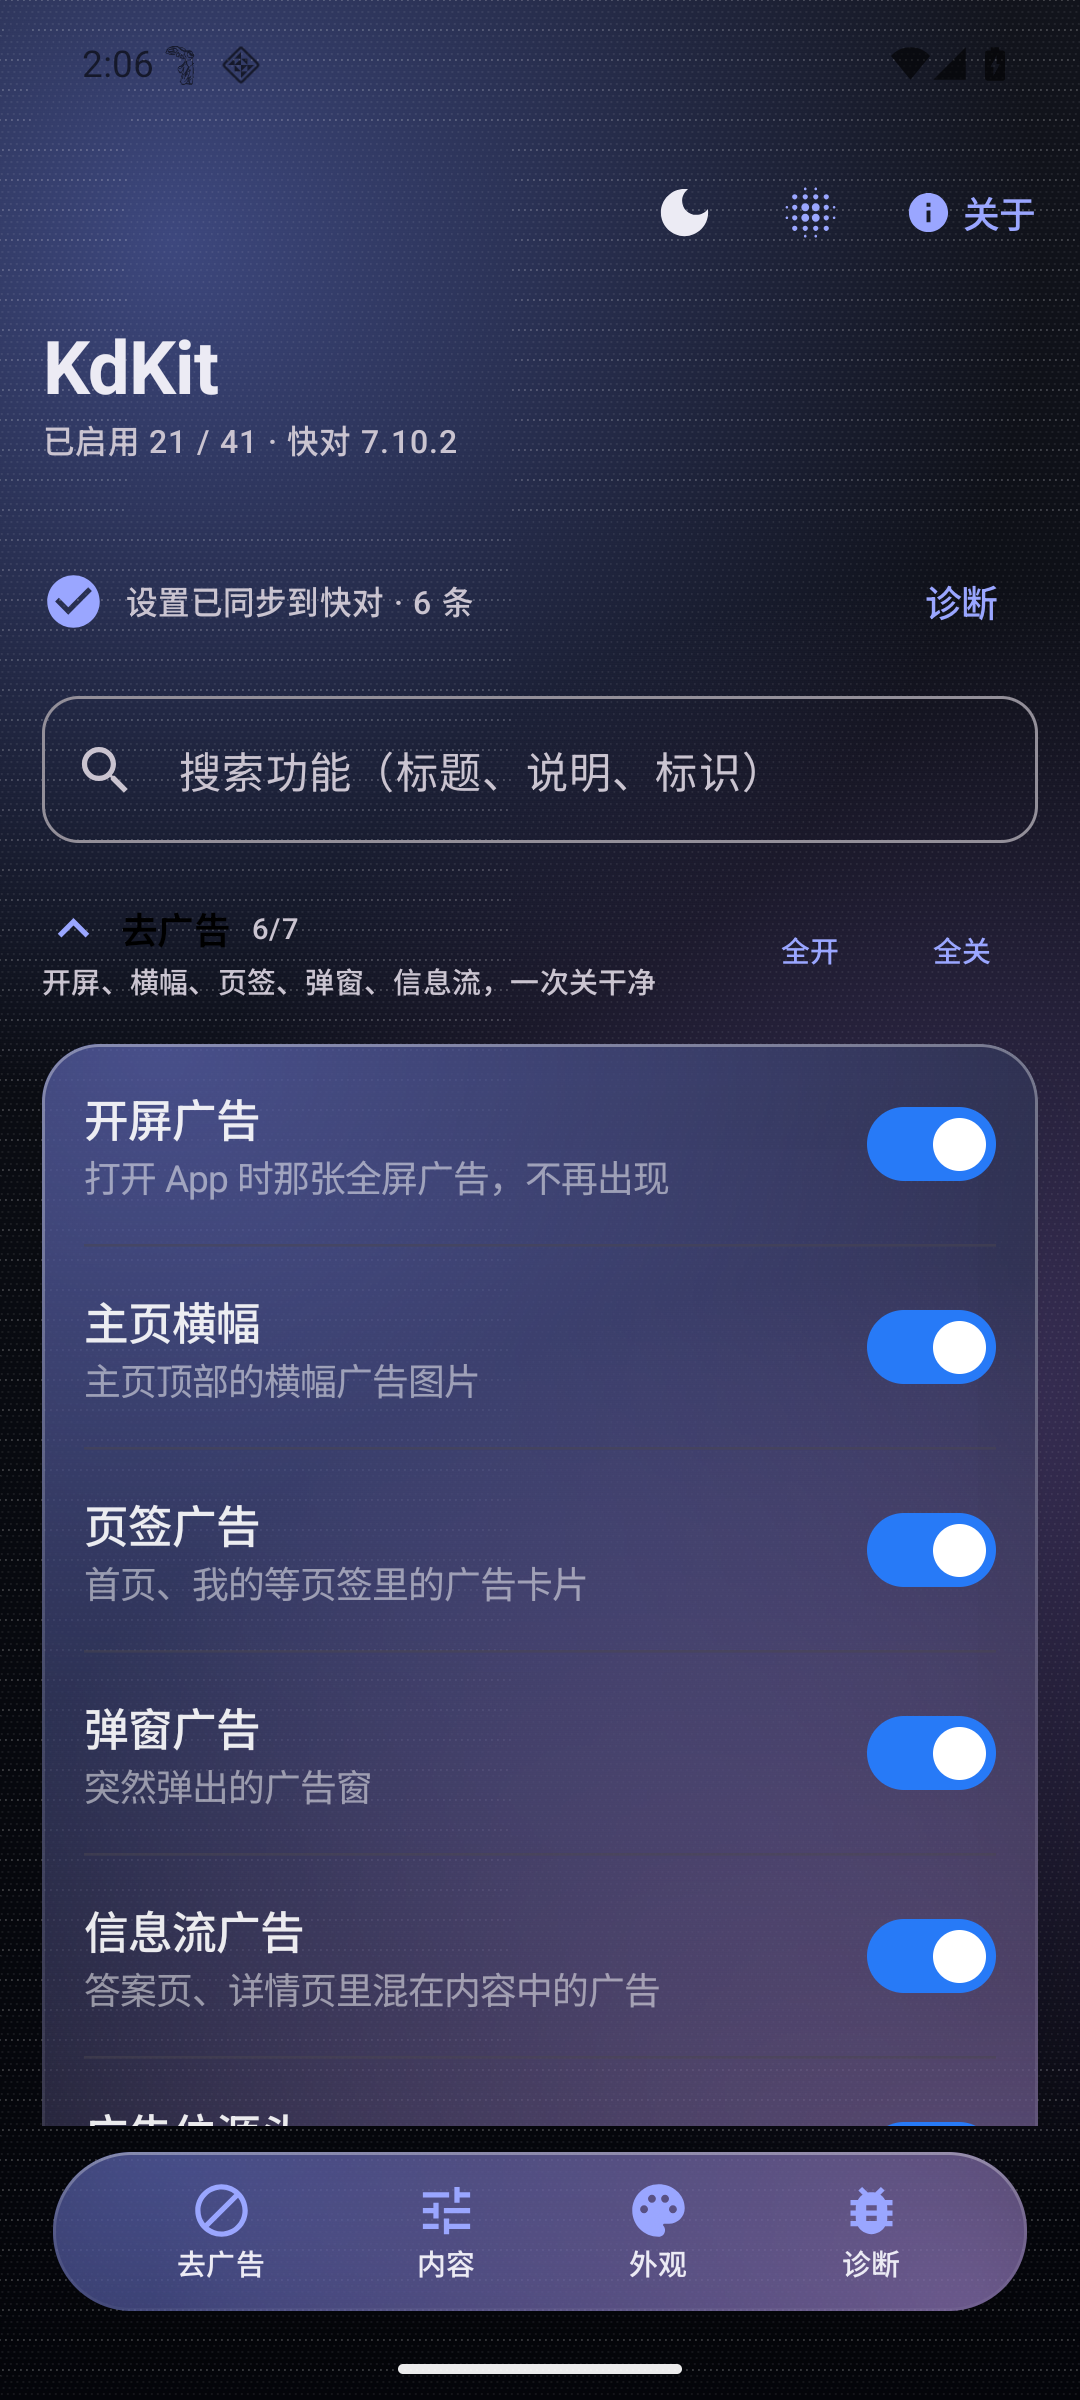 2:06
关于
KdKit
已启用 21 / 41 · 快对 7.10.2
设置已同步到快对 · 6 条
诊断
搜索功能（标题、说明、标识）
去广告 6/7
全开 全关
开屏、横幅、页签、弹窗、信息流，一次关干净
开屏广告
打开 App 时那张全屏广告，不再出现
主页横幅
主页顶部的横幅广告图片
页签广告
首页、我的等页签里的广告卡片
弹窗广告
突然弹出的广告窗
信息流广告
答案页、详情页里混在内容中的广告
去广告 内容 外观 诊断